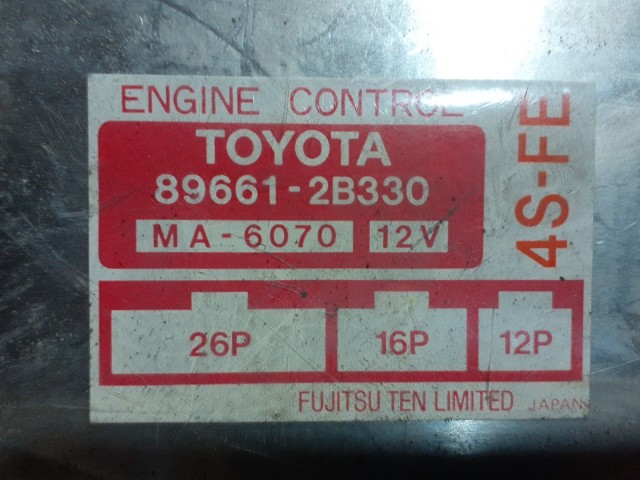 ENGINE CONTROL
TOYOTA
89661-2B330
MA-6070 12V
4S-FE
26P 16P 12P
FUJITSU TEN LIMITED JAPAN